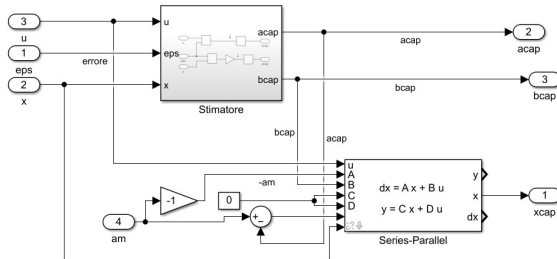 3
u
1
eps
2
x
errore
u
eps
x
acap
bcap
Stimatore
acap
2
acap
bcap
3
bcap
bcap
acap
-am
-1
0
4
am
+
-
u
A
B
C
D
dx = A x + B u
y = C x + D u
y
x
dx
Series-Parallel
1
xcap